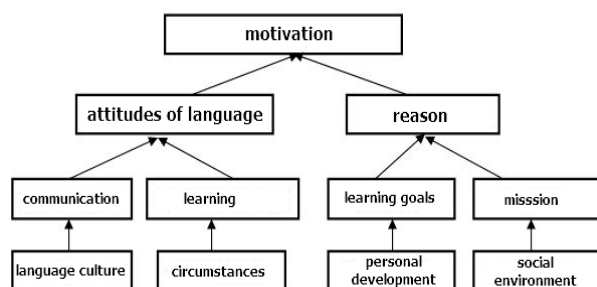 motivation
attitudes of language
reason
communication
learning
learning goals
misssion
language culture
circumstances
personal
development
social
environment